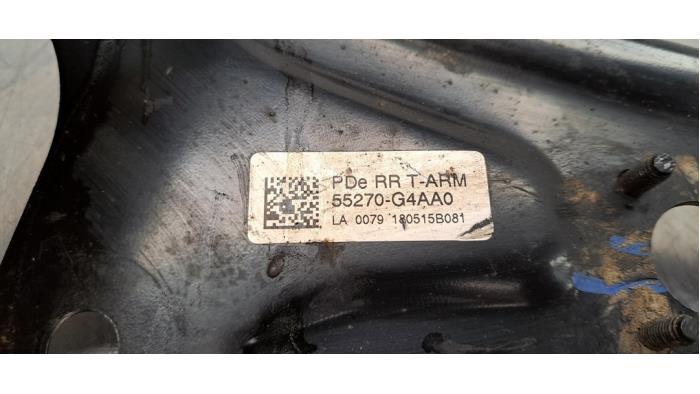 PDe RR T-ARM
55270-G4AA0
LA 0079 180515B081